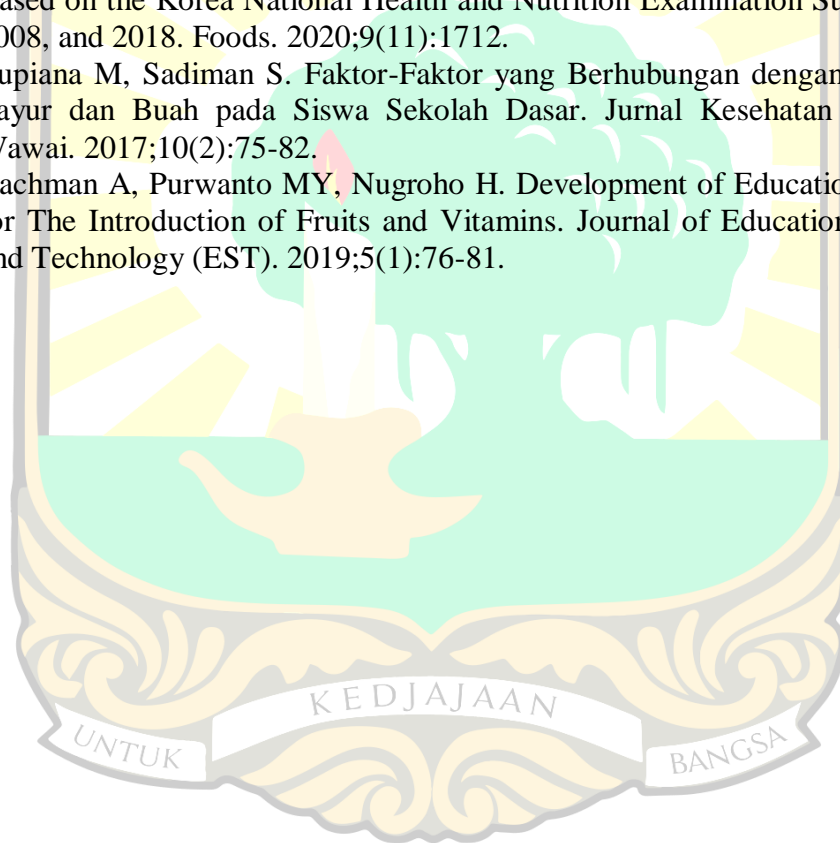 ased on the Korea National Health and Nutrition Examination Su
008, and 2018. Foods. 2020;9(11):1712.
upiana M, Sadiman S. Faktor-Faktor yang Berhubungan dengan
ayur dan Buah pada Siswa Sekolah Dasar. Jurnal Kesehatan
Wawai. 2017;10(2):75-82.
achman A, Purwanto MY, Nugroho H. Development of Education
or The Introduction of Fruits and Vitamins. Journal of Education
nd Technology (EST). 2019;5(1):76-81.
KEDJAJAAN
UNTUK
BANGSA